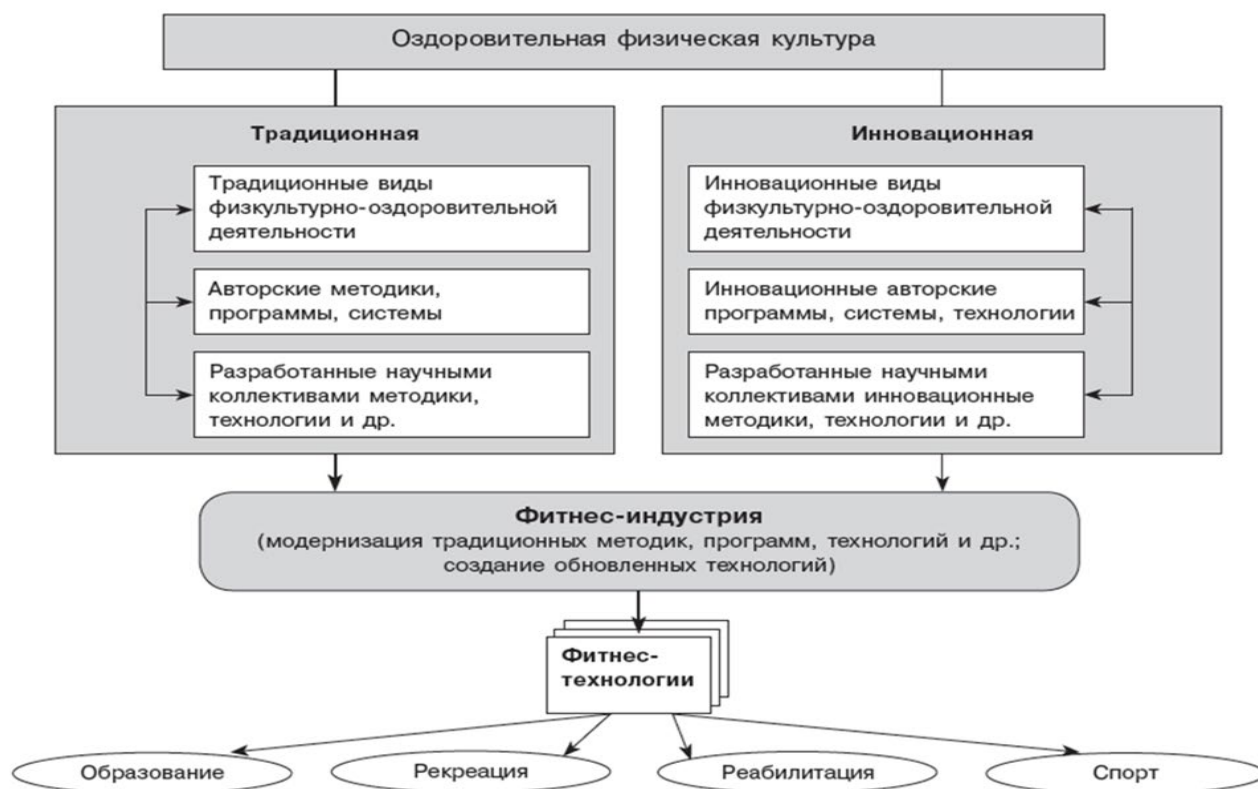 Оздоровительная физическая культура
Традиционная
Традиционные виды
физкультурно-оздоровительной
деятельности
Авторские методики,
программы, системы
Разработанные научными
коллективами методики,
технологии и др.
Инновационная
Инновационные виды
физкультурно-оздоровительной
деятельности
Инновационные авторские
программы, системы, технологии
Разработанные научными
коллективами инновационные
методики, технологии и др.
Фитнес-индустрия
(модернизация традиционных методик, программ, технологий и др.;
создание обновленных технологий)
Фитнес-
технологии
Образование
Рекреация
Реабилитация
Спорт